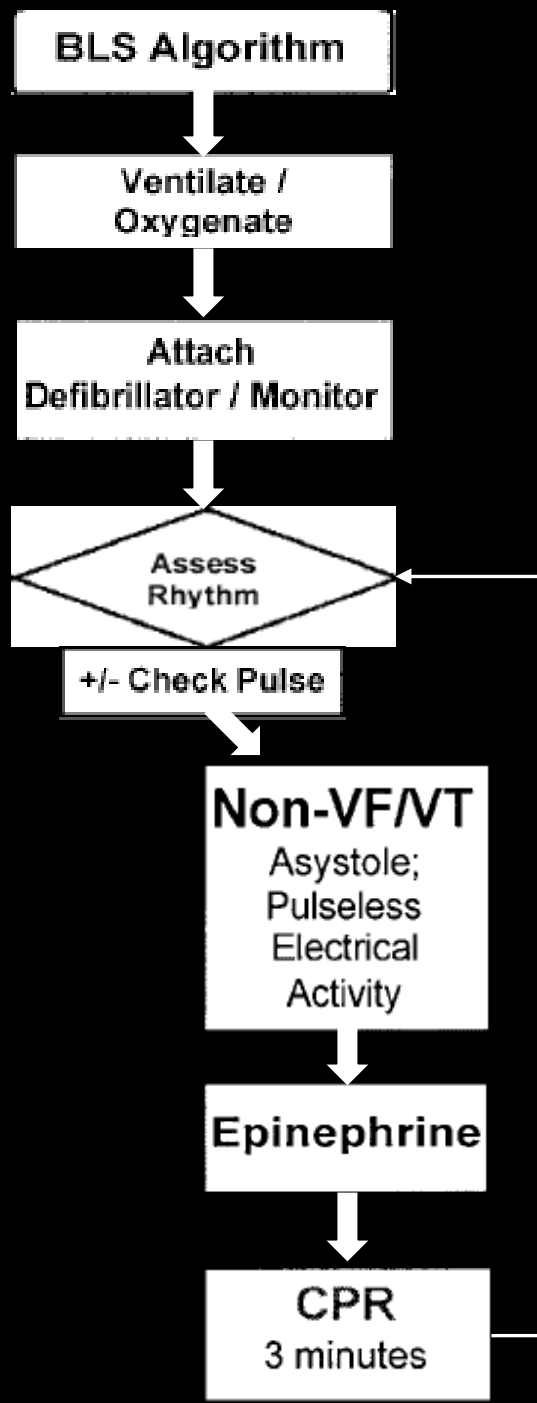 BLS Algorithm
Ventilate /
Oxygenate
Attach
Defibrillator / Monitor
Assess
Rhythm
+/- Check Pulse
Non-VF/VT
Asystole;
Pulseless
Electrical
Activity
Epinephrine
CPR
3 minutes